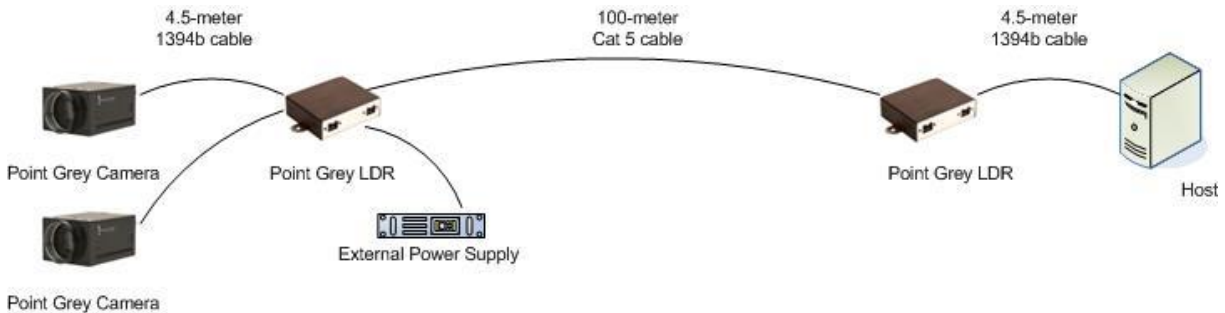 4.5-meter
1394b cable
100-meter
Cat 5 cable
4.5-meter
1394b cable
Point Grey Camera
Point Grey LDR
Point Grey LDR
Host
External Power Supply
Point Grey Camera